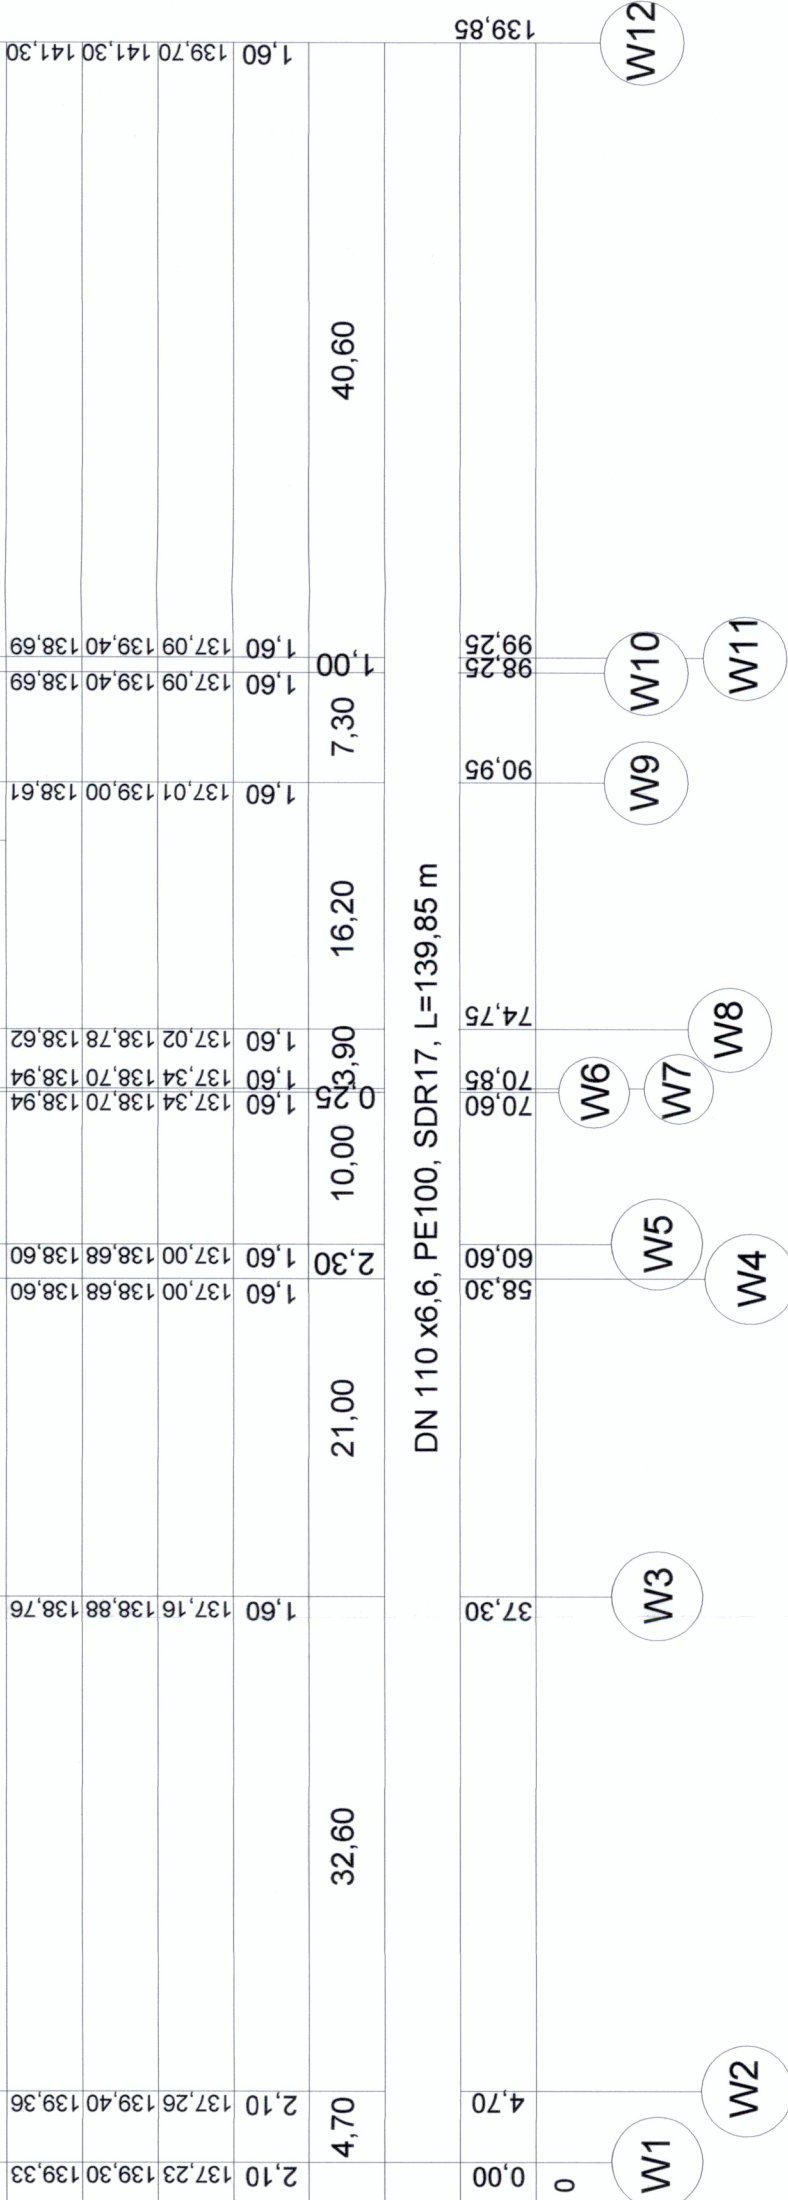 139,33 139,36 138,76 138,60 138,60 138,94 138,94 138,62 138,61 138,69 138,69 141,30
139,30 139,40 138,88 138,68 138,68 138,70 138,70 138,78 139,00 139,40 139,40 141,30
137,23 137,26 137,16 137,00 137,00 137,34 137,34 137,02 137,01 137,09 137,09 139,70
2,10 2,10 1,60 1,60 1,60 1,60 1,60 1,60 1,60 1,60 1,60 1,60
4,70 32,60 21,00 2,30 10,00 0,25 3,90 16,20 7,30 1,00 40,60
DN 110 x6,6, PE100, SDR17, L=139,85 m
0,00 4,70 37,30 58,30 60,60 70,60 70,85 74,75 90,95 98,25 99,25 139,85
0
W1 W2 W3 W4 W5 W6 W7 W8 W9 W10 W11 W12